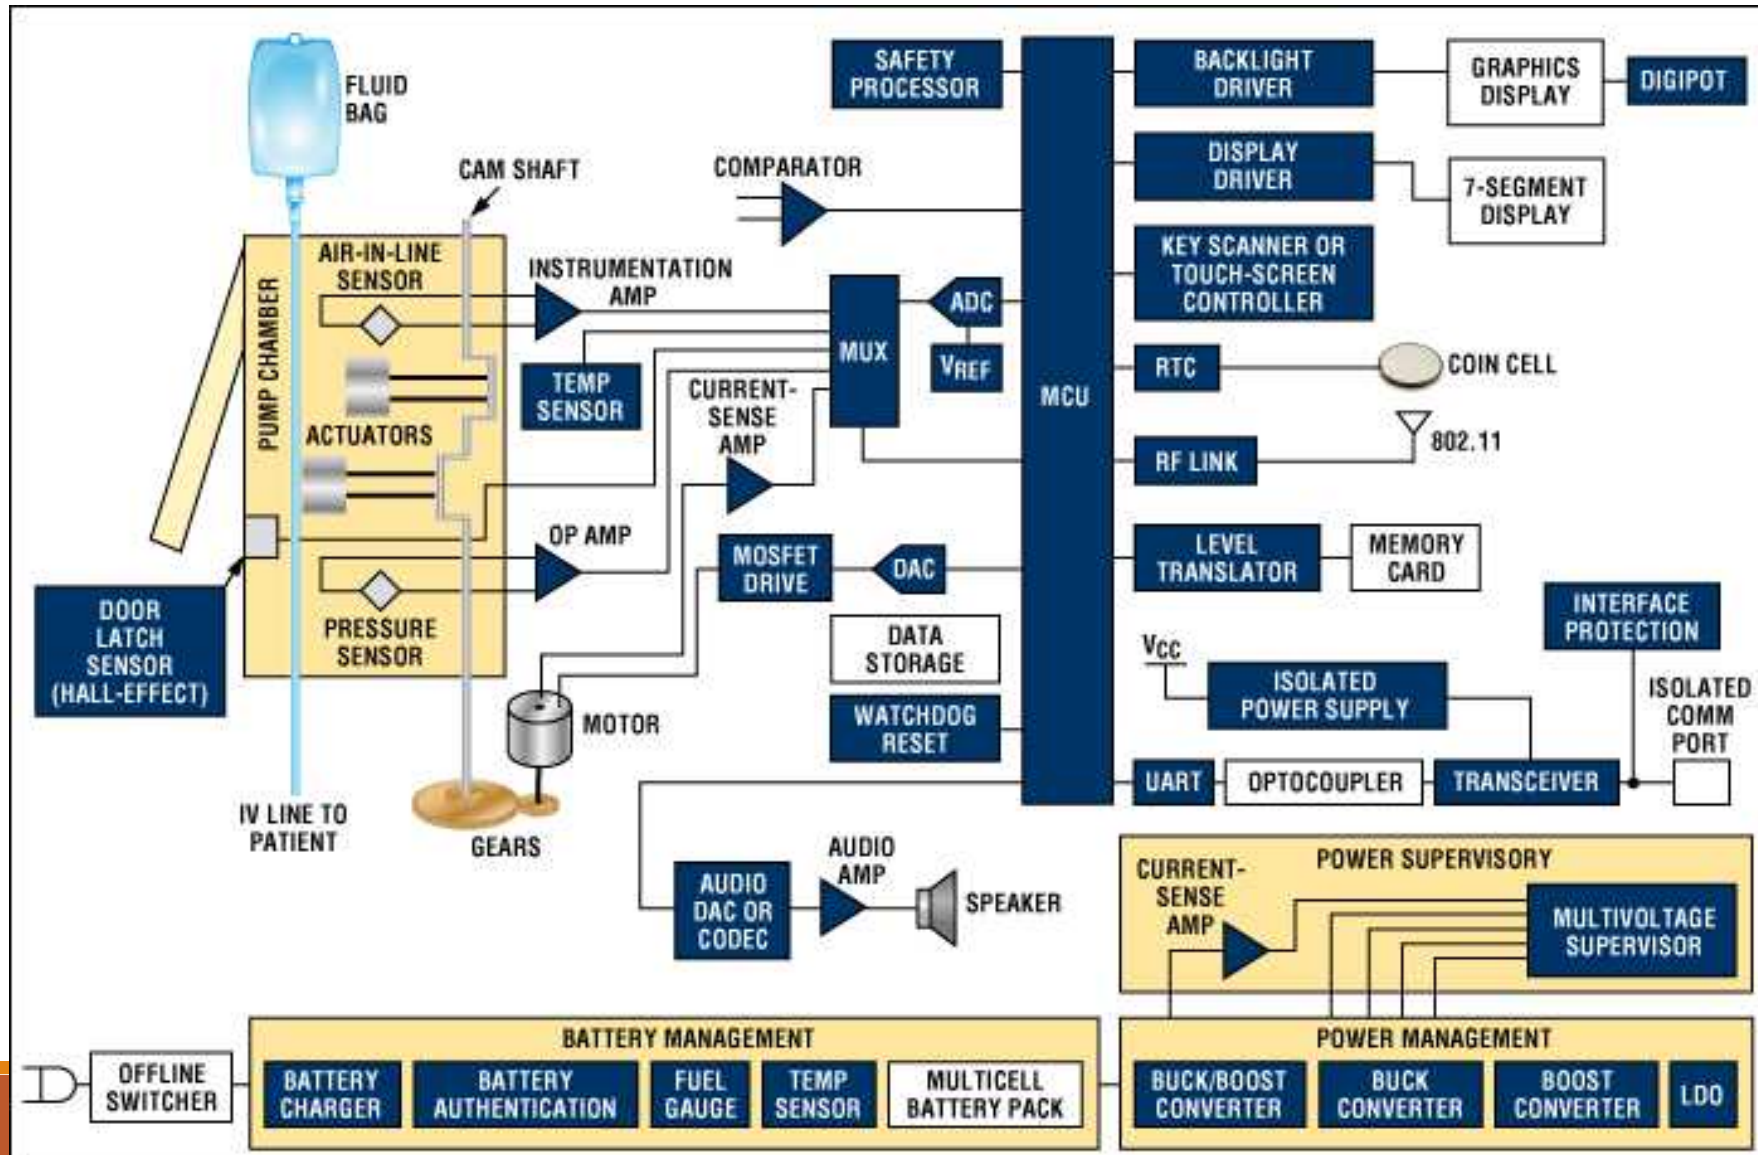 FLUID
BAG
CAM SHAFT
PUMP CHAMBER
AIR-IN-LINE
SENSOR
ACTUATORS
PRESSURE
SENSOR
DOOR
LATCH
SENSOR
(HALL-EFFECT)
IV LINE TO
PATIENT
GEARS
MOTOR
INSTRUMENTATION
AMP
TEMP
SENSOR
OP AMP
CURRENT-
SENSE
AMP
COMPARATOR
SAFETY
PROCESSOR
MUX
ADC
VREF
MOSFET
DRIVE
DAC
DATA
STORAGE
WATCHDOG
RESET
AUDIO
DAC OR
CODEC
AUDIO
AMP
SPEAKER
MCU
BACKLIGHT
DRIVER
GRAPHICS
DISPLAY
DIGIPOT
DISPLAY
DRIVER
7-SEGMENT
DISPLAY
KEY SCANNER OR
TOUCH-SCREEN
CONTROLLER
RTC
COIN CELL
RF LINK
802.11
LEVEL
TRANSLATOR
MEMORY
CARD
INTERFACE
PROTECTION
VCC
ISOLATED
POWER SUPPLY
ISOLATED
COMM
PORT
UART
OPTOCOUPLER
TRANSCEIVER
POWER SUPERVISORY
CURRENT-
SENSE
AMP
MULTIVOLTAGE
SUPERVISOR
OFFLINE
SWITCHER
BATTERY MANAGEMENT
BATTERY
CHARGER
BATTERY
AUTHENTICATION
FUEL
GAUGE
TEMP
SENSOR
MULTICELL
BATTERY PACK
POWER MANAGEMENT
BUCK/BOOST
CONVERTER
BUCK
CONVERTER
BOOST
CONVERTER
LDO